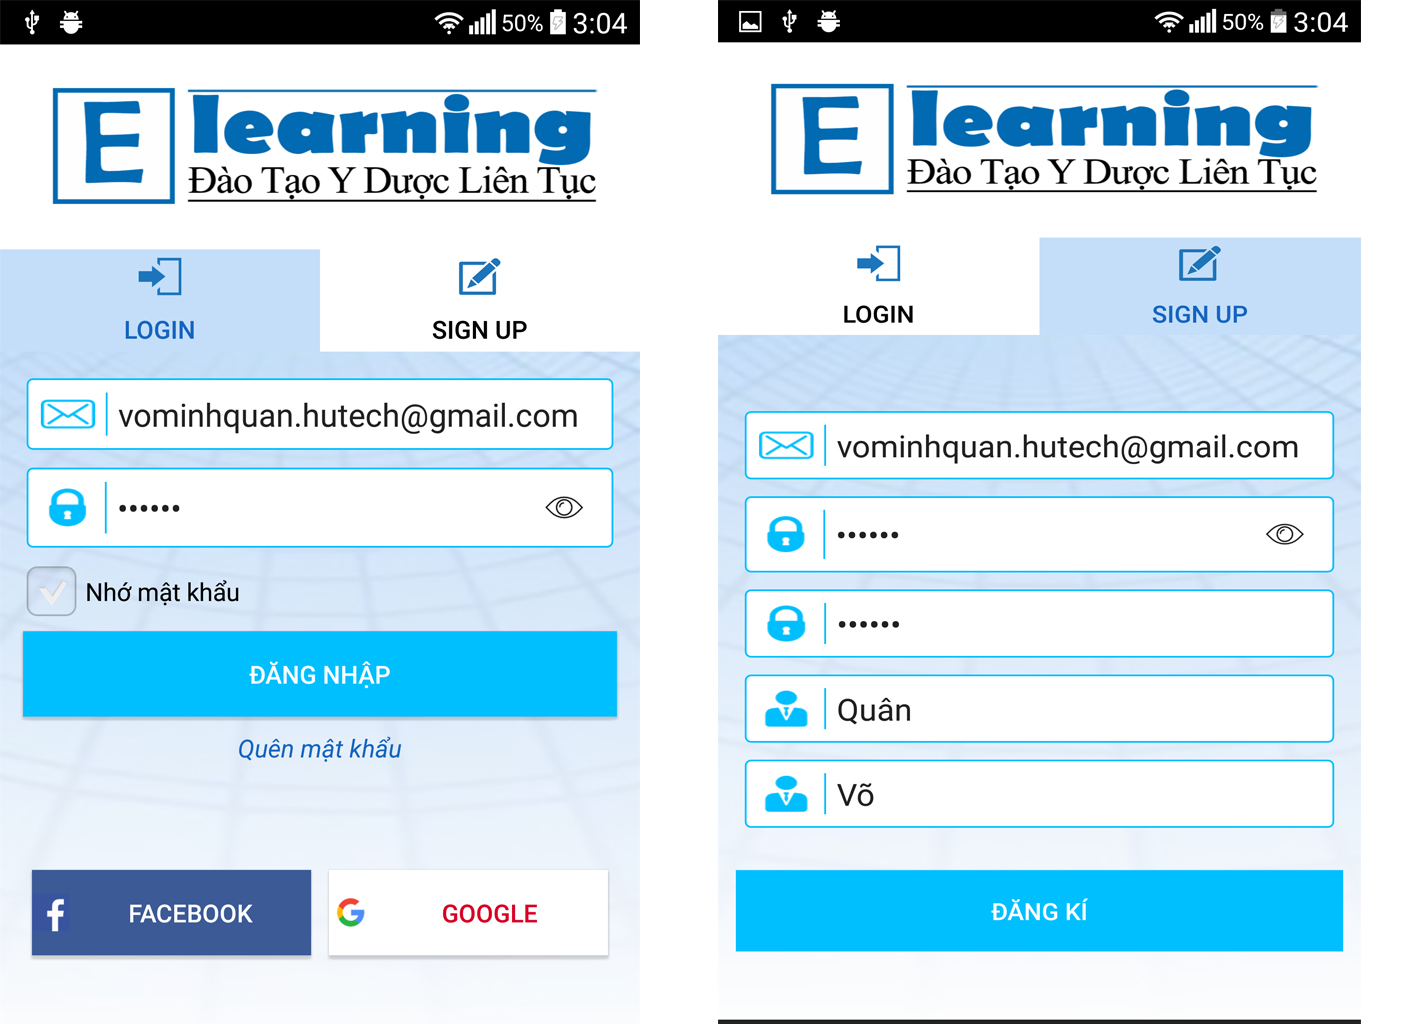 50% 3:04
E learning
Đào Tạo Y Dược Liên Tục
LOGIN
SIGN UP
vominhquan.hutech@gmail.com
••••••
Nhớ mật khẩu
ĐĂNG NHẬP
Quên mật khẩu
f FACEBOOK
G GOOGLE
50% 3:04
E learning
Đào Tạo Y Dược Liên Tục
LOGIN
SIGN UP
vominhquan.hutech@gmail.com
••••••
••••••
Quân
Võ
ĐĂNG KÍ